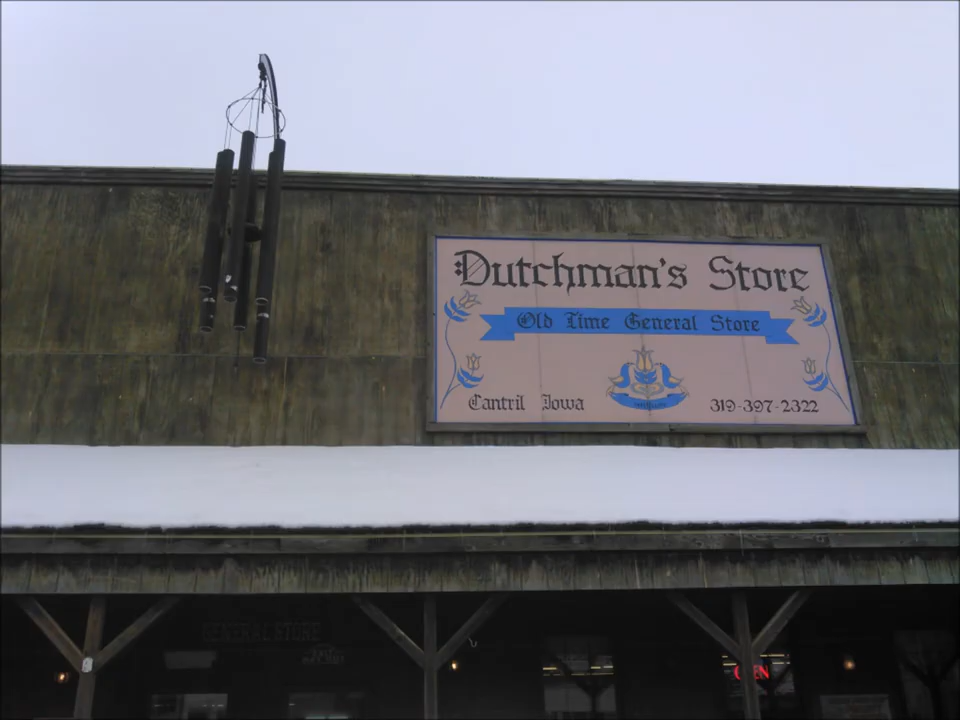 Dutchman's Store
Old Time General Store
Cantril Iowa
319-397-2322
GENERAL STORE
OPEN